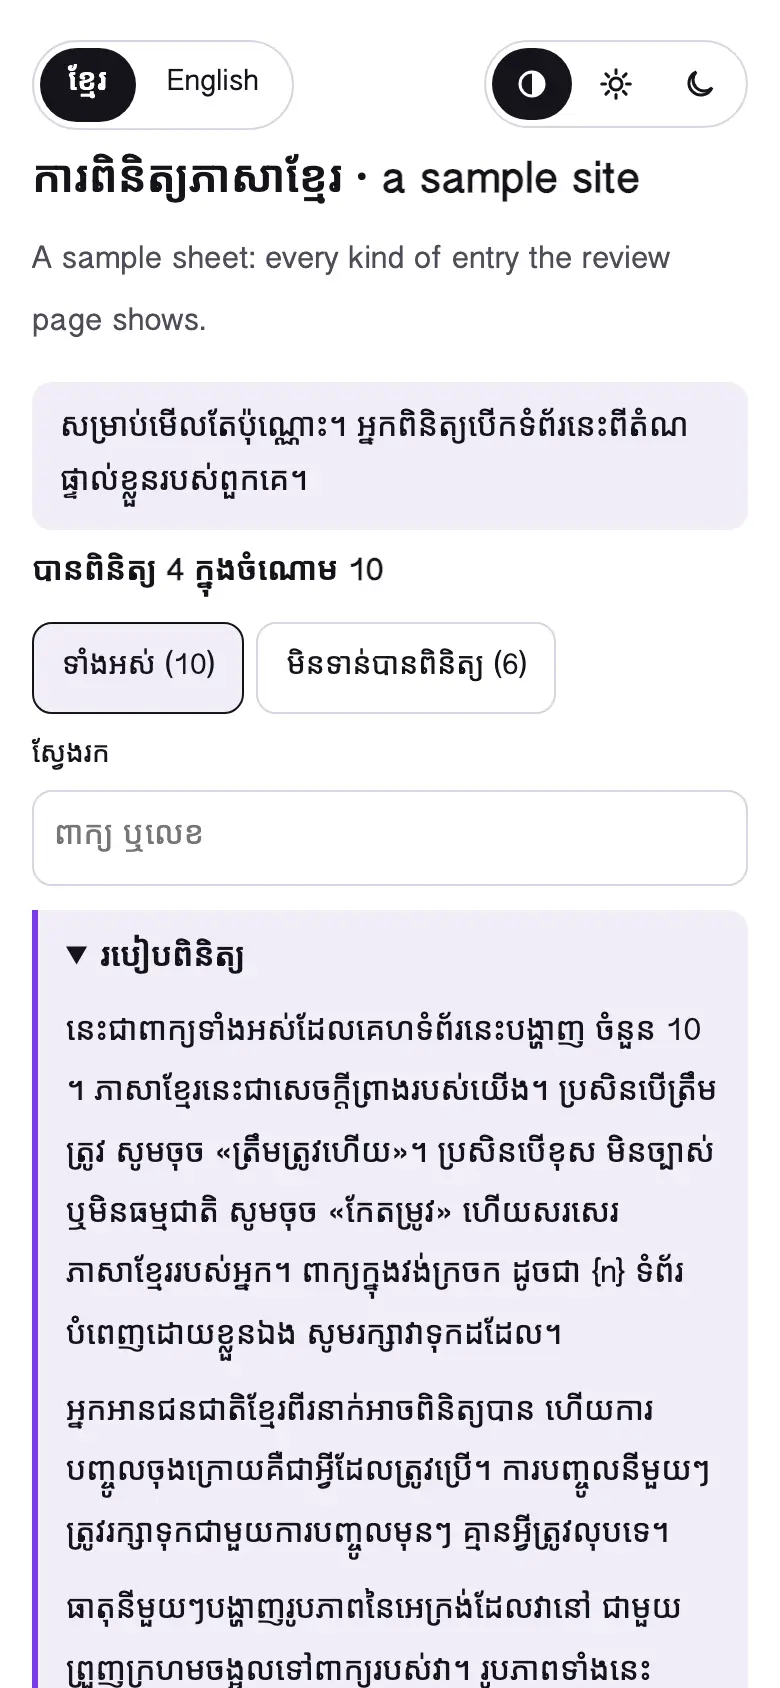 ខ្មែរ English
ការពិនិត្យភាសាខ្មែរ · a sample site
A sample sheet: every kind of entry the review
page shows.
សម្រាប់មើលតែប៉ុណ្ណោះ។ អ្នកពិនិត្យបើកទំព័រនេះពីតំណ
ផ្ទាល់ខ្លួនរបស់ពួកគេ។
បានពិនិត្យ 4 ក្នុងចំណោម 10
ទាំងអស់ (10) មិនទាន់បានពិនិត្យ (6)
ស្វែងរក
ពាក្យ ឬលេខ
▼ របៀបពិនិត្យ
នេះជាពាក្យទាំងអស់ដែលគេហទំព័រនេះបង្ហាញ ចំនួន 10
។ ភាសាខ្មែរនេះជាសេចក្តីព្រាងរបស់យើង។ ប្រសិនបើត្រឹម
ត្រូវ សូមចុច «ត្រឹមត្រូវហើយ»។ ប្រសិនបើខុស មិនច្បាស់
ឬមិនធម្មជាតិ សូមចុច «កែតម្រូវ» ហើយសរសេរ
ភាសាខ្មែររបស់អ្នក។ ពាក្យក្នុងវង់ក្រចក ដូចជា {n} ទំព័រ
បំពេញដោយខ្លួនឯង សូមរក្សាវាទុកដដែល។
អ្នកអានជនជាតិខ្មែរពីរនាក់អាចពិនិត្យបាន ហើយការ
បញ្ចូលចុងក្រោយគឺជាអ្វីដែលត្រូវប្រើ។ ការបញ្ចូលនីមួយៗ
ត្រូវរក្សាទុកជាមួយការបញ្ចូលមុនៗ គ្មានអ្វីត្រូវលុបទេ។
ធាតុនីមួយៗបង្ហាញរូបភាពនៃអេក្រង់ដែលវានៅ ជាមួយ
ព្រួញក្រហមចង្អុលទៅពាក្យរបស់វា។ រូបភាពទាំងនេះ